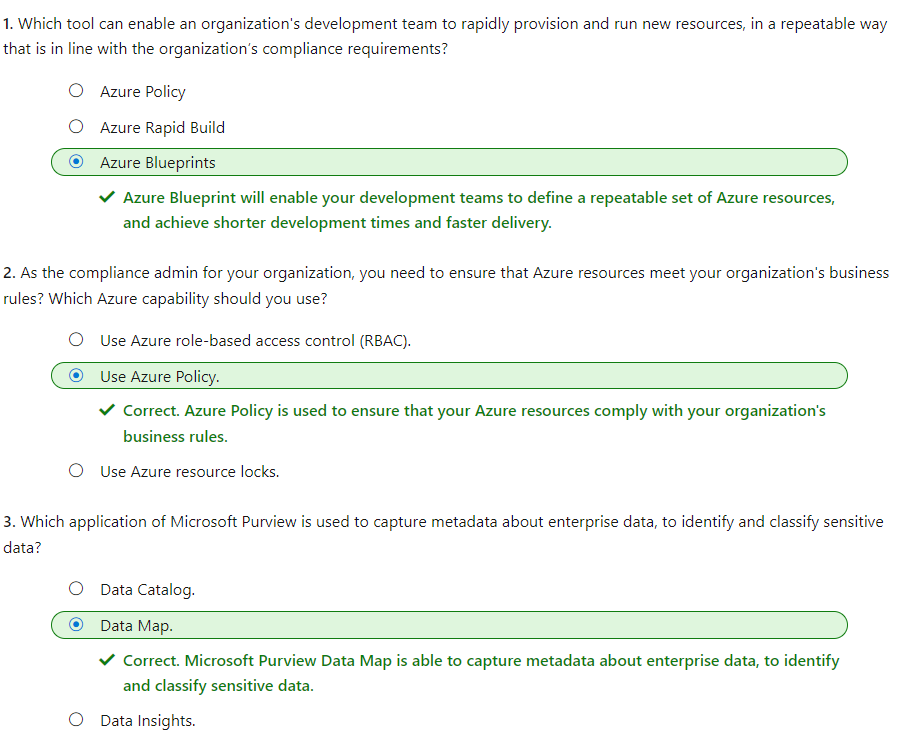 1. Which tool can enable an organization's development team to rapidly provision and run new resources, in a repeatable way
that is in line with the organization's compliance requirements?
Azure Policy
Azure Rapid Build
Azure Blueprints
Azure Blueprint will enable your development teams to define a repeatable set of Azure resources,
and achieve shorter development times and faster delivery.
2. As the compliance admin for your organization, you need to ensure that Azure resources meet your organization's business
rules? Which Azure capability should you use?
Use Azure role-based access control (RBAC).
Use Azure Policy.
Correct. Azure Policy is used to ensure that your Azure resources comply with your organization's
business rules.
Use Azure resource locks.
3. Which application of Microsoft Purview is used to capture metadata about enterprise data, to identify and classify sensitive
data?
Data Catalog.
Data Map.
Correct. Microsoft Purview Data Map is able to capture metadata about enterprise data, to identify
and classify sensitive data.
Data Insights.